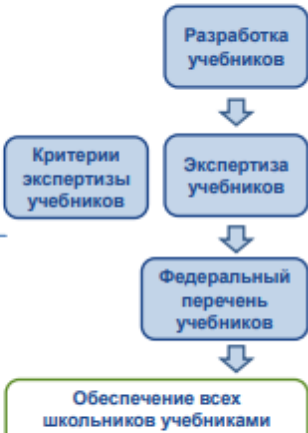 Разработка
учебников
Критерии
экспертизы
учебников
Экспертиза
учебников
Федеральный
перечень
учебников
Обеспечение всех
школьников учебниками